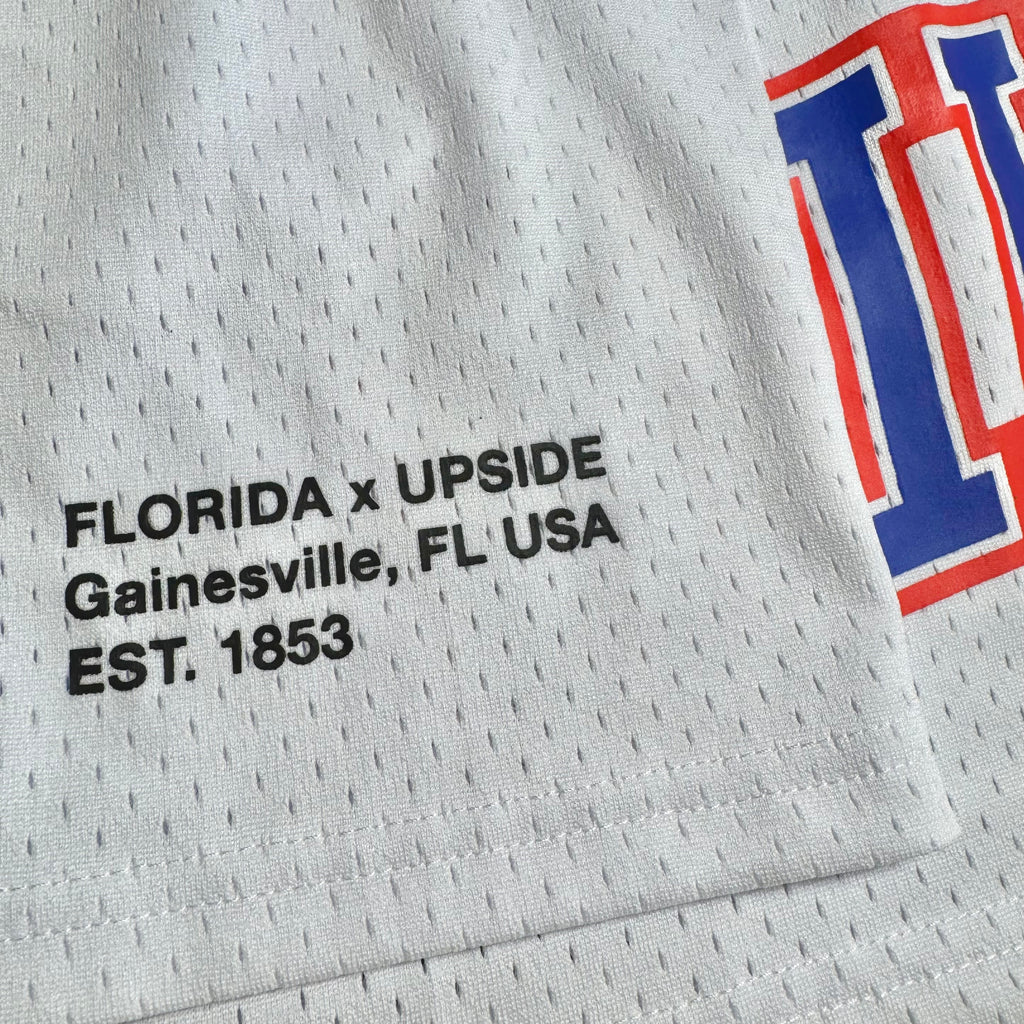 FLORIDA x UPSIDE
Gainesville, FL USA
EST. 1853